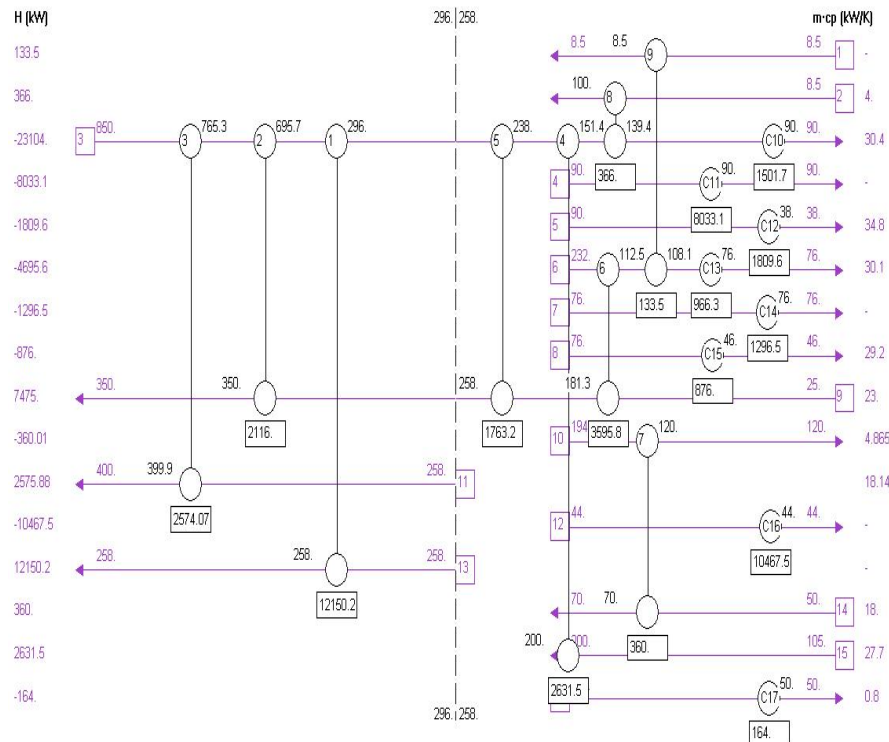 H (kW) 296. 258. m·cp (kW/K)
133.5 8.5 8.5 9 8.5 1 -
366. 100. 8 8.5 2 4.
-23104. 3 850. 3 765.3 2 695.7 1 296. 5 238. 4 151.4 139.4 C10 90. 90. 30.4
366. 1501.7
-8033.1 4 90. C11 90. 90. -
8033.1
-1809.6 5 90. C12 38. 38. 34.8
1809.6
-4695.6 6 232. 6 112.5 108.1 C13 76. 76. 30.1
133.5 966.3
-1296.5 7 76. C14 76. 76. -
1296.5
-876. 8 76. C15 46. 46. 29.2
876.
7475. 350. 350. 258. 181.3 25. 9 23.
2116. 1763.2 3595.8
-360.01 10 194 7 120. 120. 4.865
2575.88 400. 399.9 258. 11 18.14
2574.07
-10467.5 12 44. C16 44. 44. -
10467.5
12150.2 258. 258. 258. 13 -
12150.2
360. 70. 70. 50. 14 18.
360.
2631.5 200. 105. 15 27.7
2631.5
-164. C17 50. 50. 0.8
164.
296. 258.